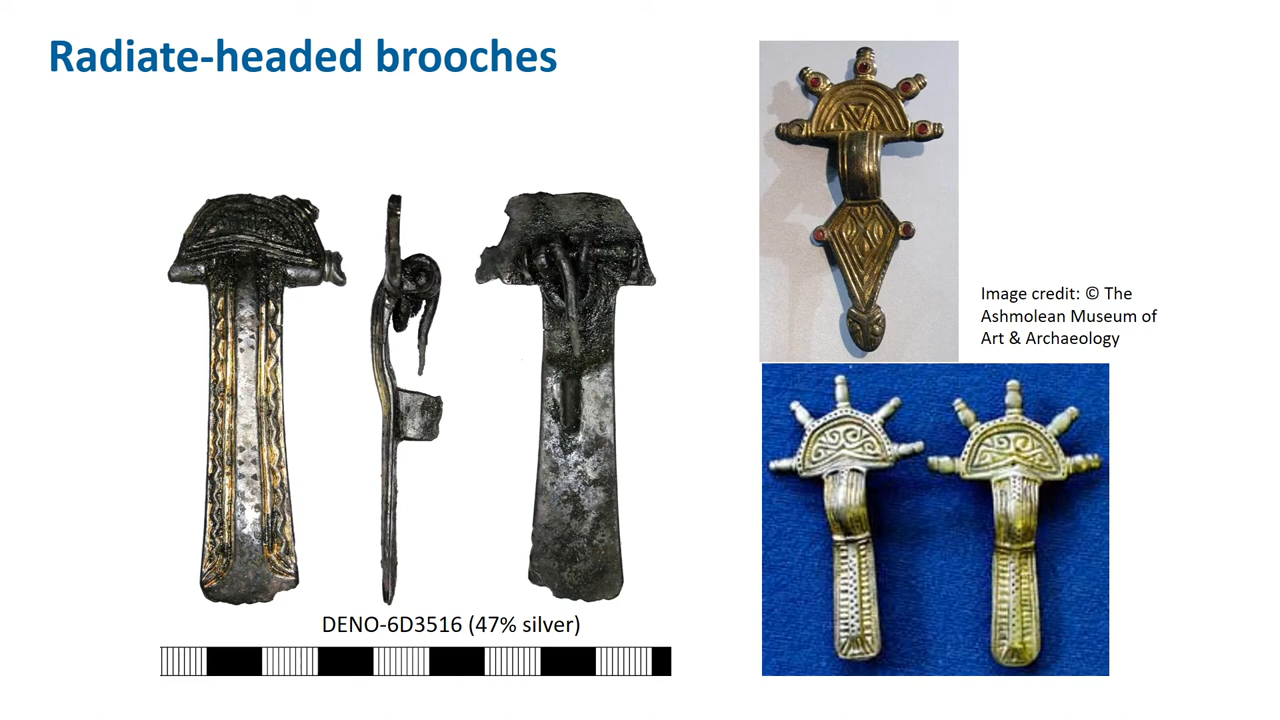 Radiate-headed brooches
Image credit: © The
Ashmolean Museum of
Art & Archaeology
DENO-6D3516 (47% silver)